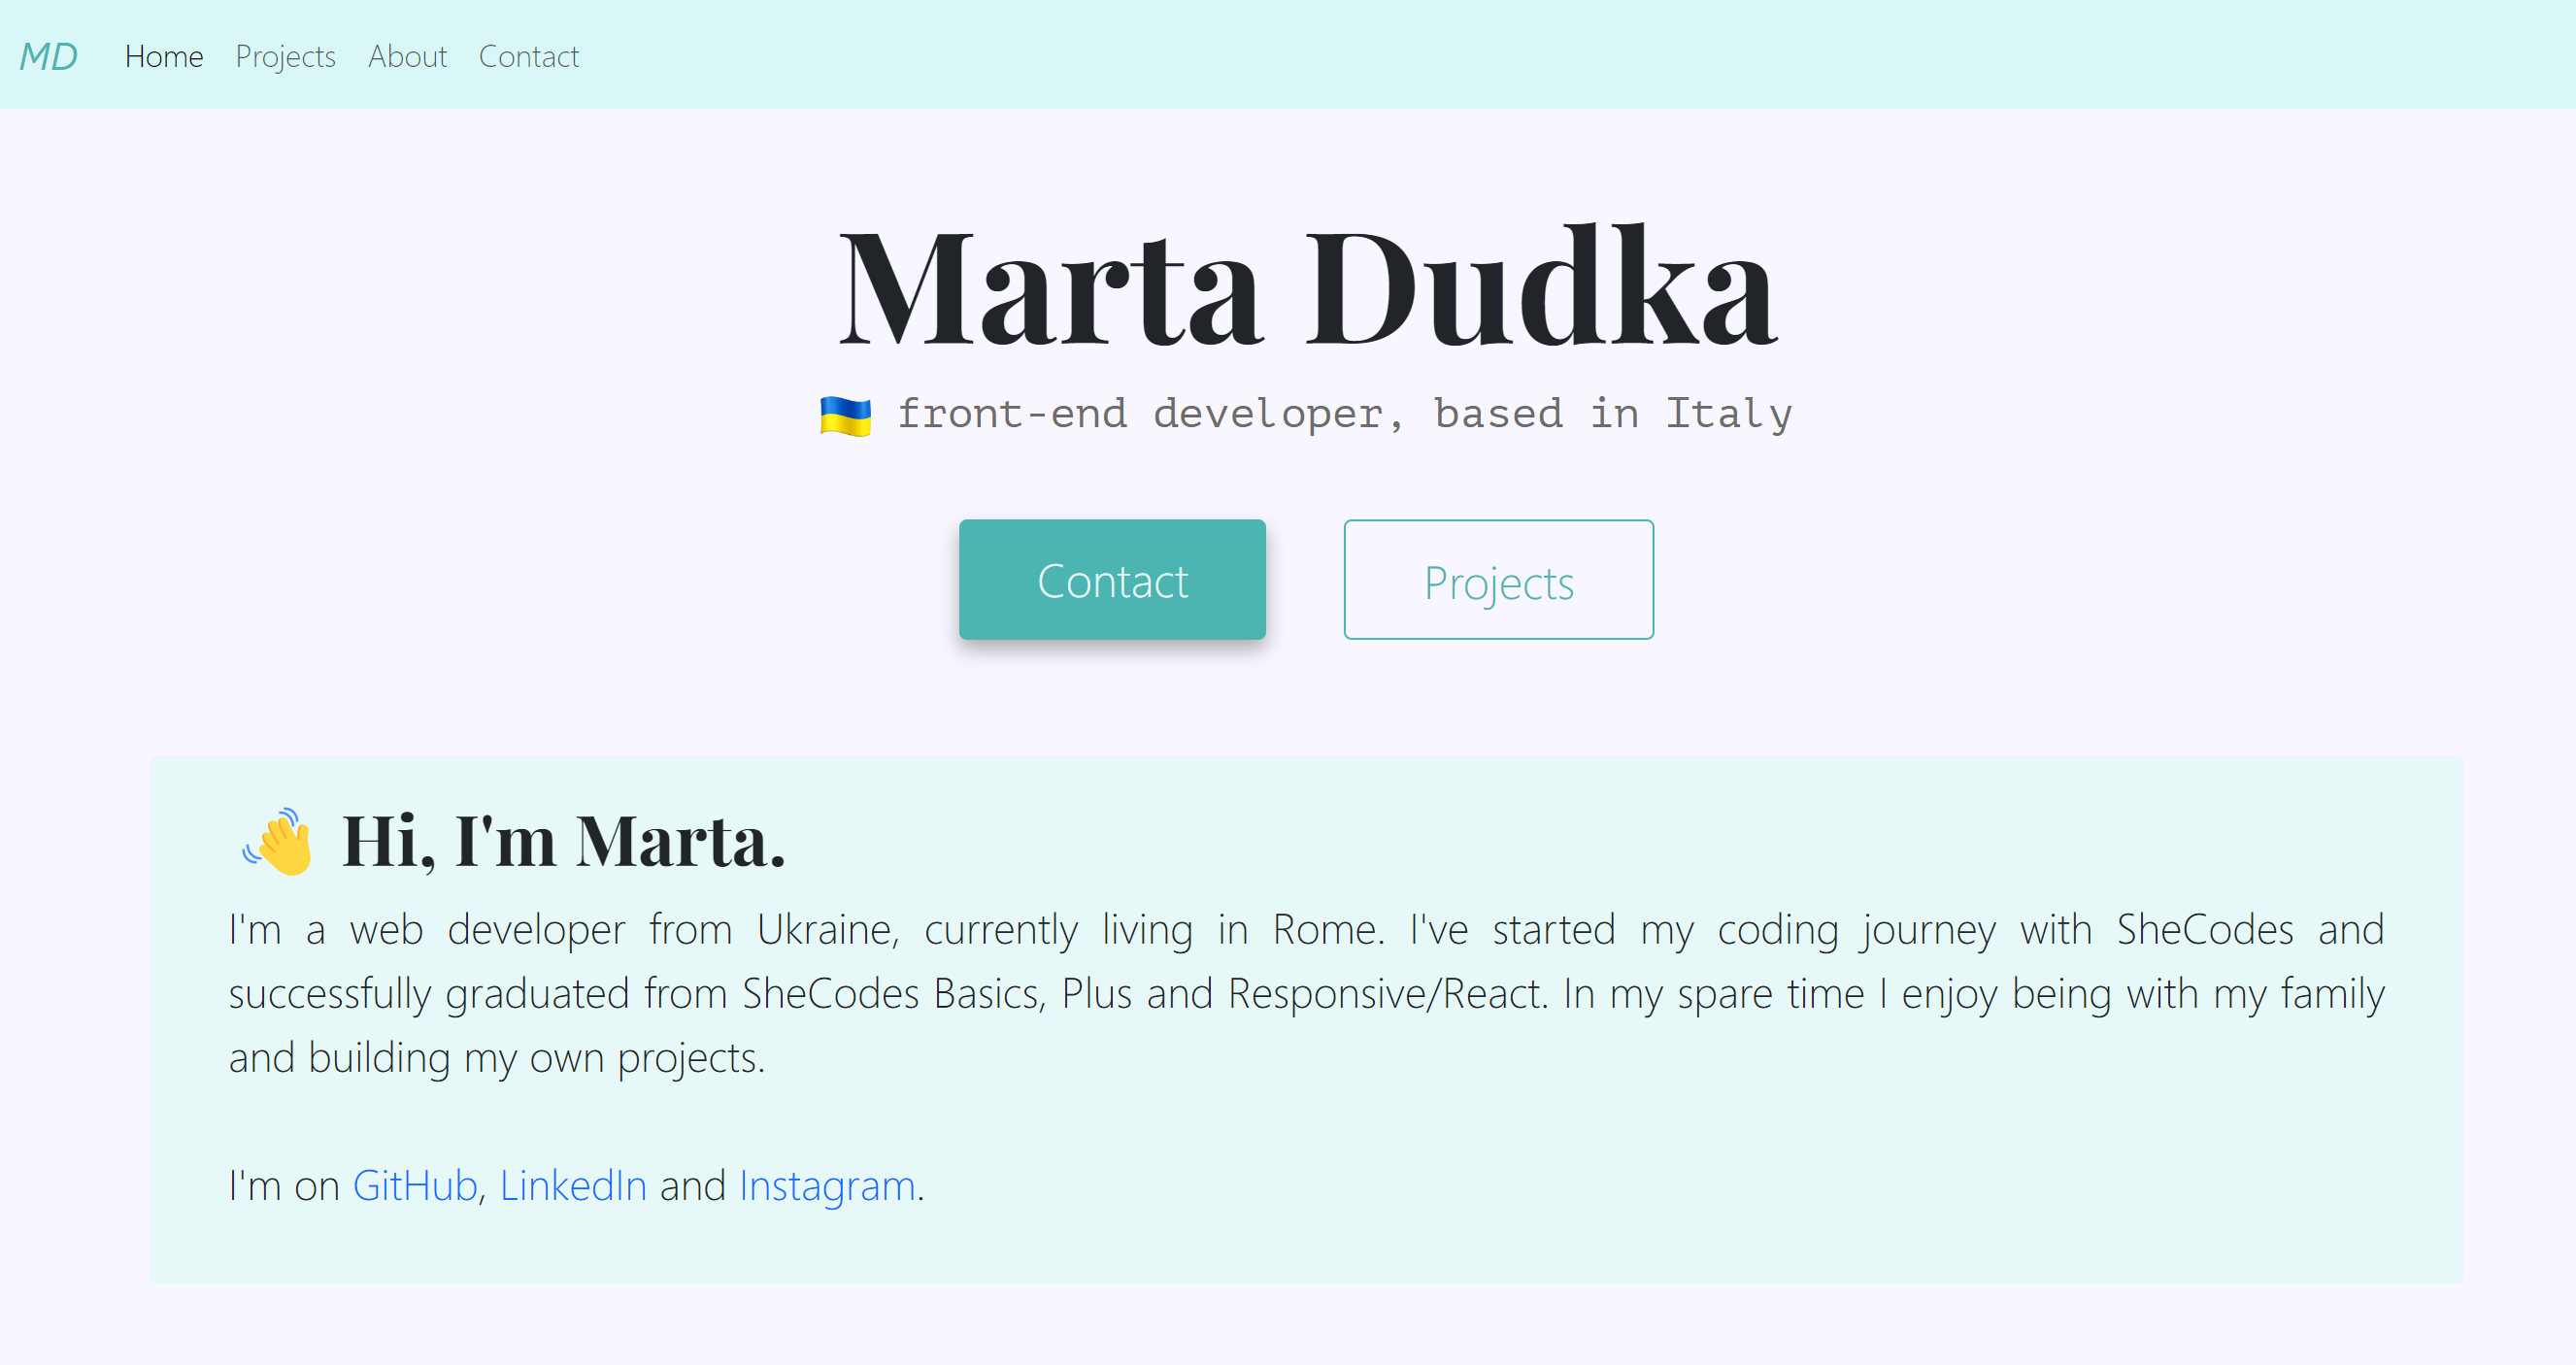 MD Home Projects About Contact
Marta Dudka
🇺🇦 front-end developer, based in Italy
Contact Projects
👋 Hi, I'm Marta.
I'm a web developer from Ukraine, currently living in Rome. I've started my coding journey with SheCodes and
successfully graduated from SheCodes Basics, Plus and Responsive/React. In my spare time I enjoy being with my family
and building my own projects.
I'm on GitHub, LinkedIn and Instagram.